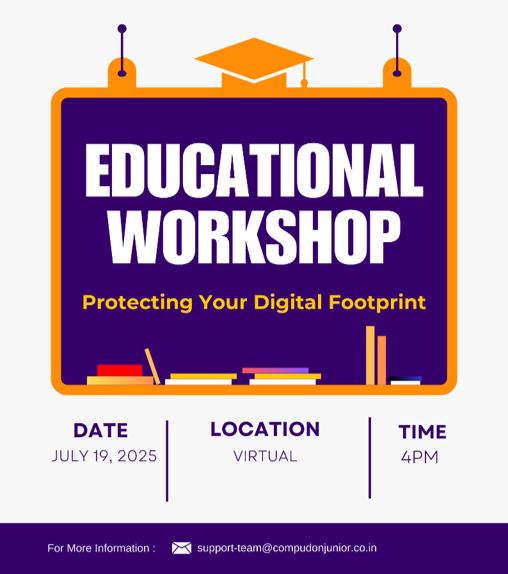 EDUCATIONAL
WORKSHOP
Protecting Your Digital Footprint
DATE
JULY 19, 2025
LOCATION
VIRTUAL
TIME
4PM
For More Information :
support-team@compudonjunior.co.in